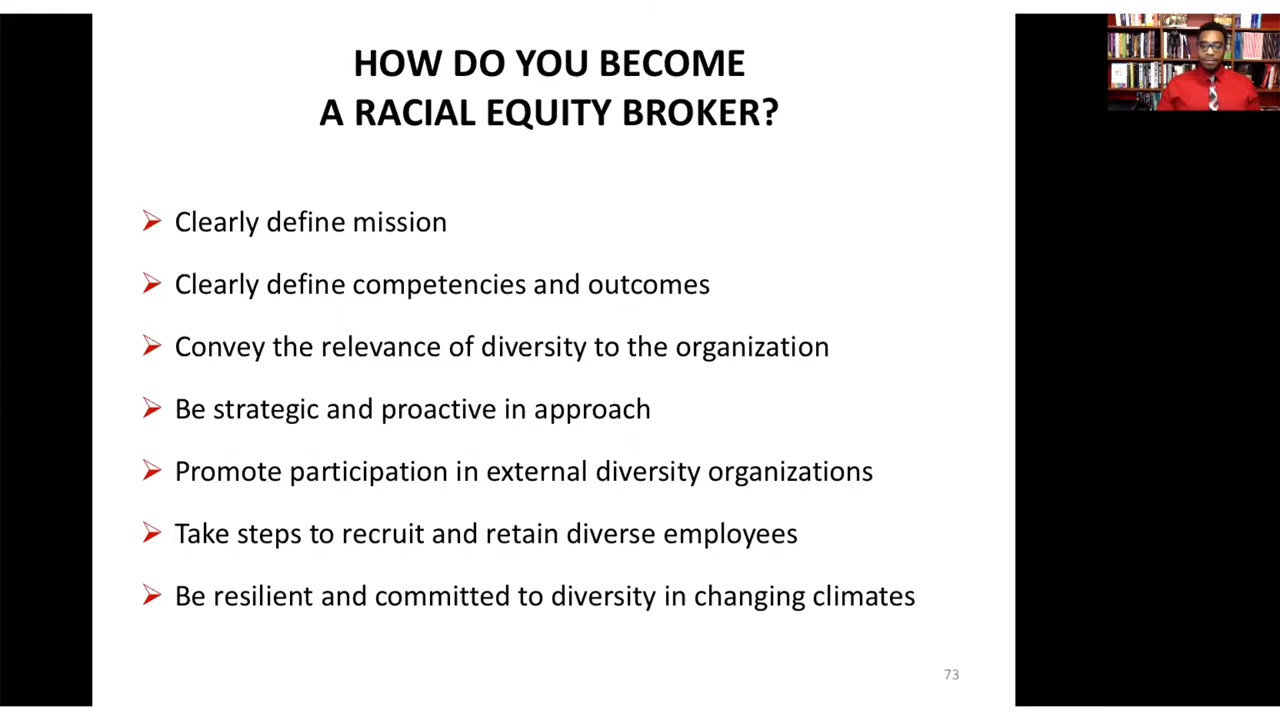 HOW DO YOU BECOME
A RACIAL EQUITY BROKER?
Clearly define mission
Clearly define competencies and outcomes
Convey the relevance of diversity to the organization
Be strategic and proactive in approach
Promote participation in external diversity organizations
Take steps to recruit and retain diverse employees
Be resilient and committed to diversity in changing climates
73